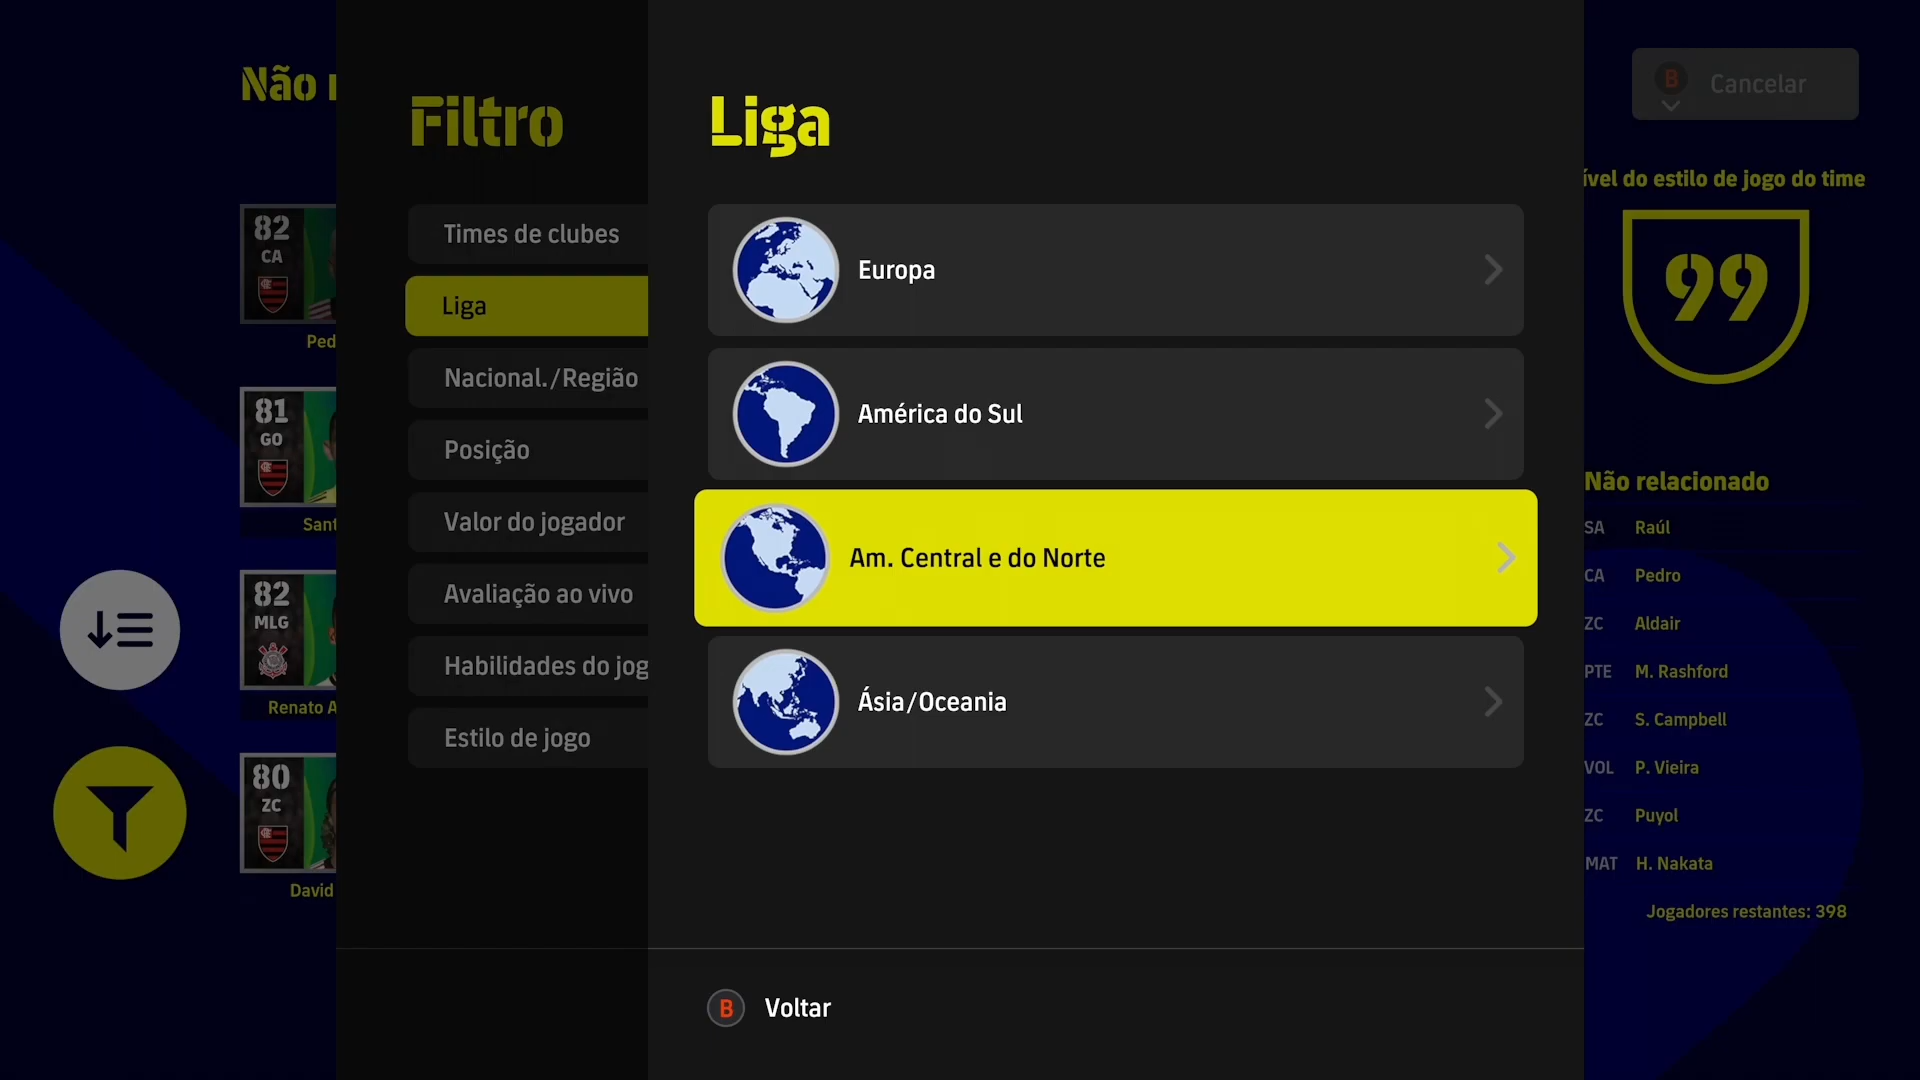 Não
Filtro
Liga
B Cancelar
Times de clubes
Liga
Nacional./Região
Posição
Valor do jogador
Avaliação ao vivo
Habilidades do jog
Estilo de jogo
Europa
América do Sul
Am. Central e do Norte
Ásia/Oceania
B Voltar
82
CA
Ped
81
GO
Sant
82
MLG
Renato A
80
ZC
David
ível do estilo de jogo do time
99
Não relacionado
SA Raúl
CA Pedro
ZC Aldair
PTE M. Rashford
ZC S. Campbell
VOL P. Vieira
ZC Puyol
MAT H. Nakata
Jogadores restantes: 398